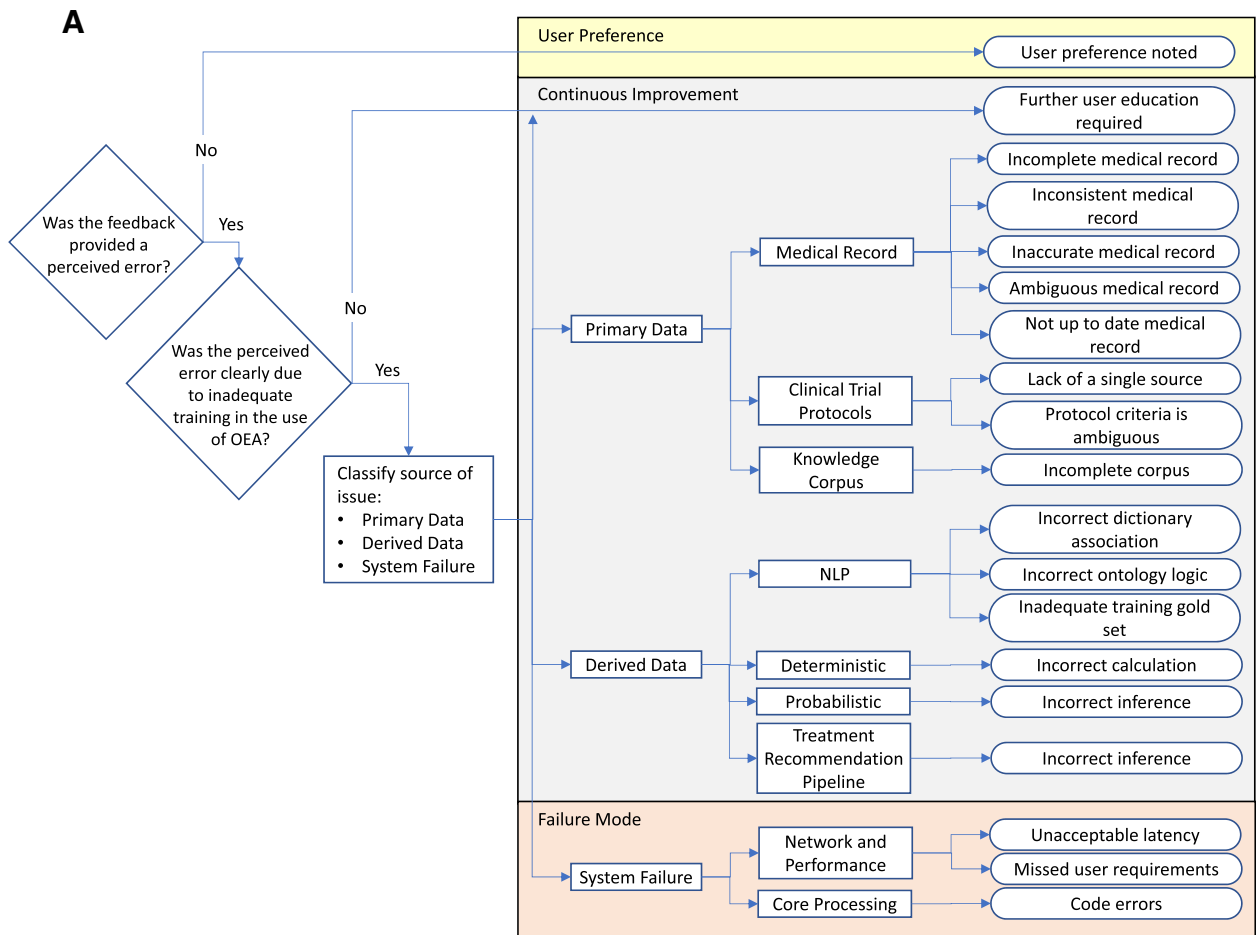 A
User Preference
User preference noted
Continuous Improvement
Further user education
required
No
Was the feedback
provided a
perceived error?
Yes
No
Was the perceived
error clearly due
to inadequate
training in the use
of OEA?
Yes
Classify source of
issue:
• Primary Data
• Derived Data
• System Failure
Primary Data
Medical Record
Incomplete medical record
Inconsistent medical
record
Inaccurate medical record
Ambiguous medical record
Not up to date medical
record
Clinical Trial
Protocols
Lack of a single source
Protocol criteria is
ambiguous
Knowledge
Corpus
Incomplete corpus
Derived Data
NLP
Incorrect dictionary
association
Incorrect ontology logic
Inadequate training gold
set
Deterministic
Incorrect calculation
Probabilistic
Incorrect inference
Treatment
Recommendation
Pipeline
Incorrect inference
Failure Mode
System Failure
Network and
Performance
Unacceptable latency
Missed user requirements
Core Processing
Code errors